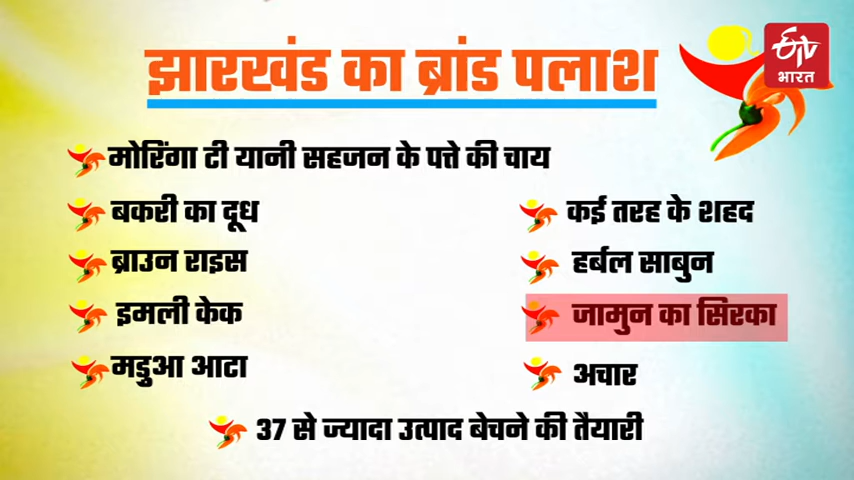 झारखंड का ब्रांड पलाश
भारत
मोरिंगा टी यानी सहजन के पत्ते की चाय
बकरी का दूध
कई तरह के शहद
ब्राउन राइस
हर्बल साबुन
इमली केक
जामुन का सिरका
मड़ुआ आटा
अचार
37 से ज्यादा उत्पाद बेचने की तैयारी